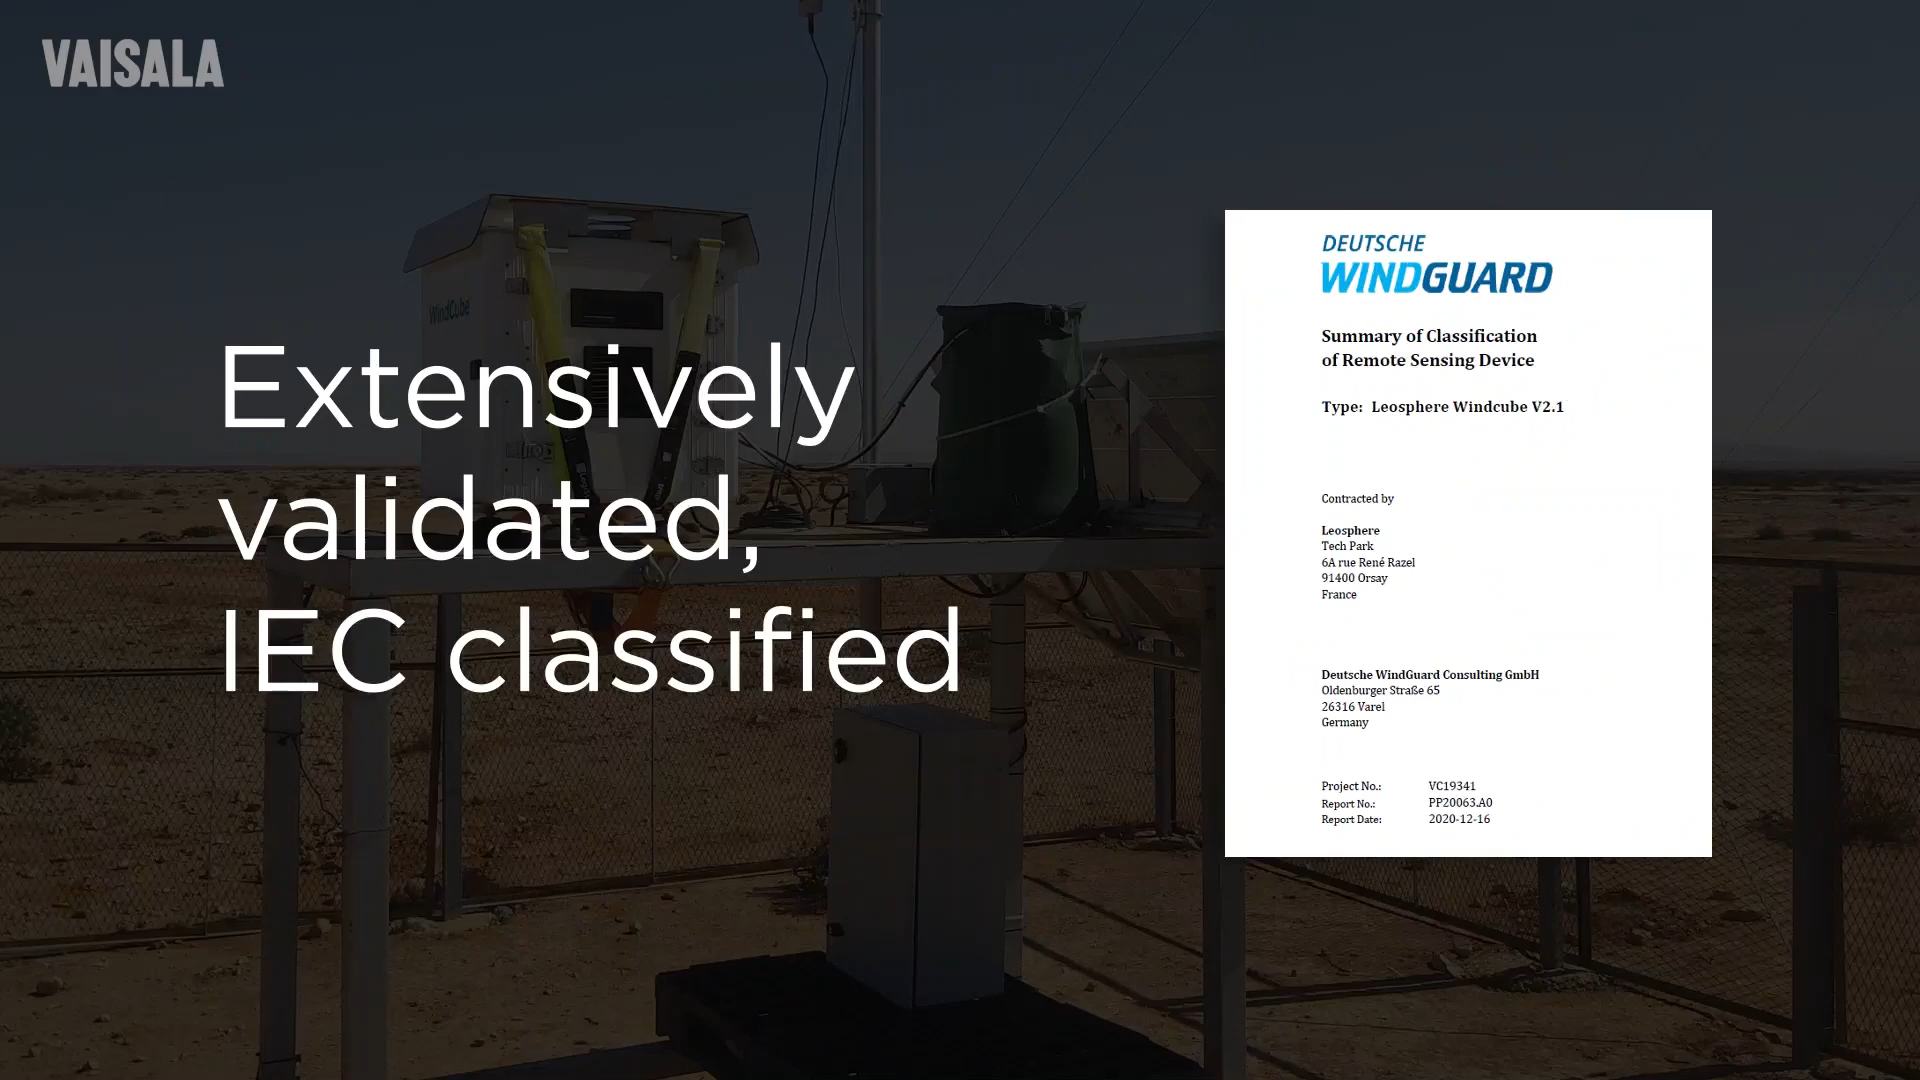 VAISALA
Extensively
validated,
IEC classified
WindCube
DEUTSCHE
WINDGUARD
Summary of Classification
of Remote Sensing Device
Type: Leosphere Windcube V2.1
Contracted by
Leosphere
Tech Park
6A rue René Razel
91400 Orsay
France
Deutsche WindGuard Consulting GmbH
Oldenburger Straße 65
26316 Varel
Germany
Project No.: VC19341
Report No.: PP20063.A0
Report Date: 2020-12-16